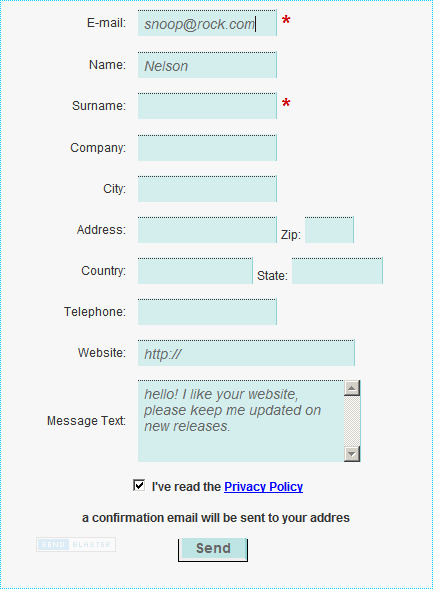 E-mail: snoop@rock.com *
Name: Nelson
Surname: *
Company:
City:
Address: Zip:
Country: State:
Telephone:
Website: http://
hello! I like your website,
please keep me updated on
Message Text: new releases.
I've read the Privacy Policy
a confirmation email will be sent to your addres
SEND BLASTER
Send